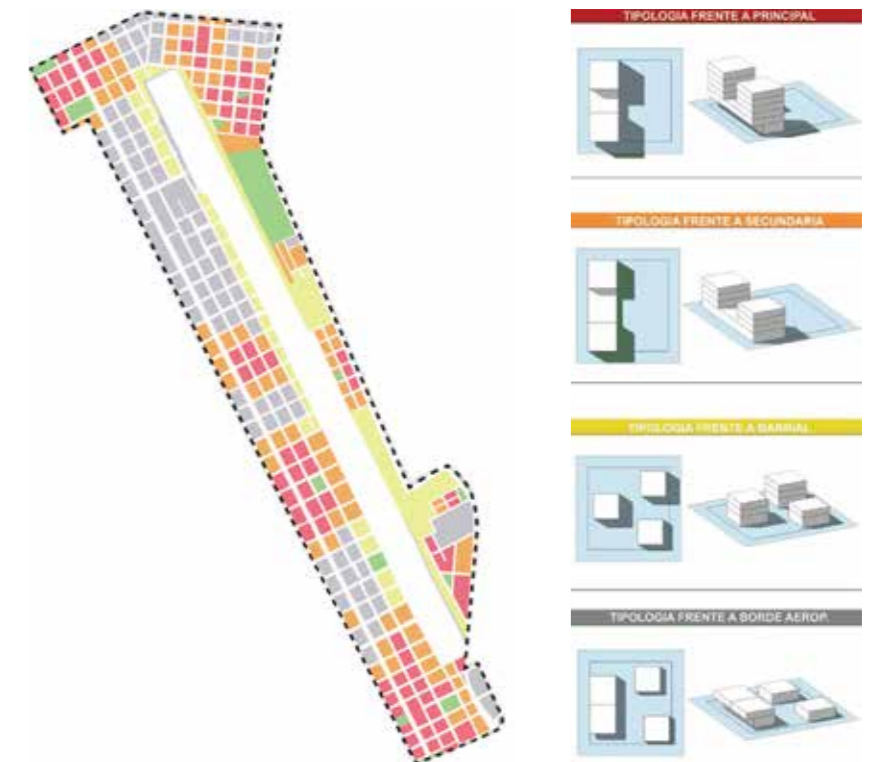 TIPOLOGIA FRENTE A PRINCIPAL
TIPOLOGIA FRENTE A SECUNDARIA
TIPOLOGIA FRENTE A BARRIAL
TIPOLOGIA FRENTE A BORDE AEROP.